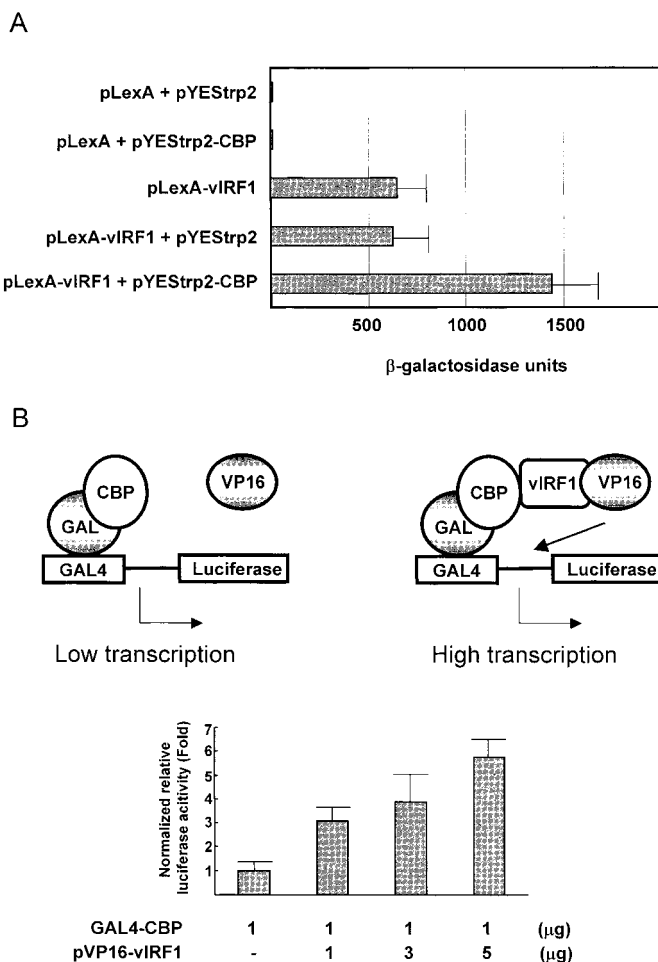 A
pLexA + pYEStrp2
pLexA + pYEStrp2-CBP
pLexA-vIRF1
pLexA-vIRF1 + pYEStrp2
pLexA-vIRF1 + pYEStrp2-CBP
500 1000 1500
β-galactosidase units
B
CBP
GAL
VP16
GAL4
Luciferase
Low transcription
CBP
vIRF1
VP16
GAL
GAL4
Luciferase
High transcription
Normalized relative
luciferase acitivity (Fold)
7
6
5
4
3
2
1
GAL4-CBP 1 1 1 1 (μg)
pVP16-vIRF1 - 1 3 5 (μg)